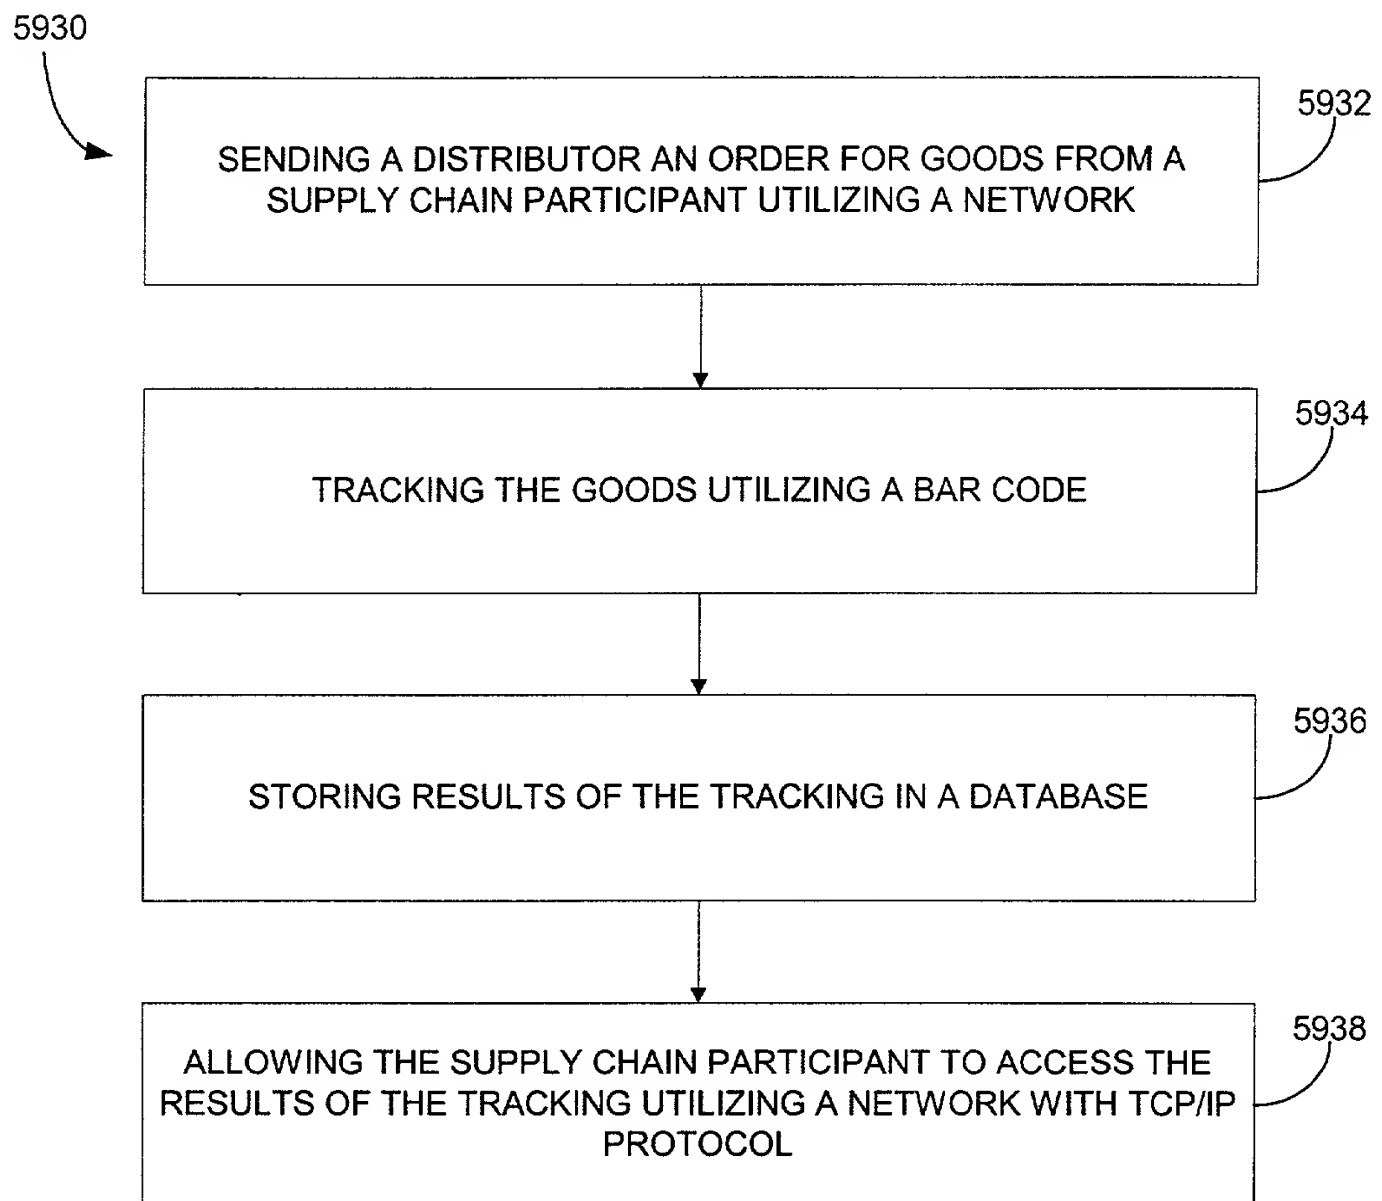 5930
5932
SENDING A DISTRIBUTOR AN ORDER FOR GOODS FROM A
SUPPLY CHAIN PARTICIPANT UTILIZING A NETWORK
5934
TRACKING THE GOODS UTILIZING A BAR CODE
5936
STORING RESULTS OF THE TRACKING IN A DATABASE
5938
ALLOWING THE SUPPLY CHAIN PARTICIPANT TO ACCESS THE
RESULTS OF THE TRACKING UTILIZING A NETWORK WITH TCP/IP
PROTOCOL